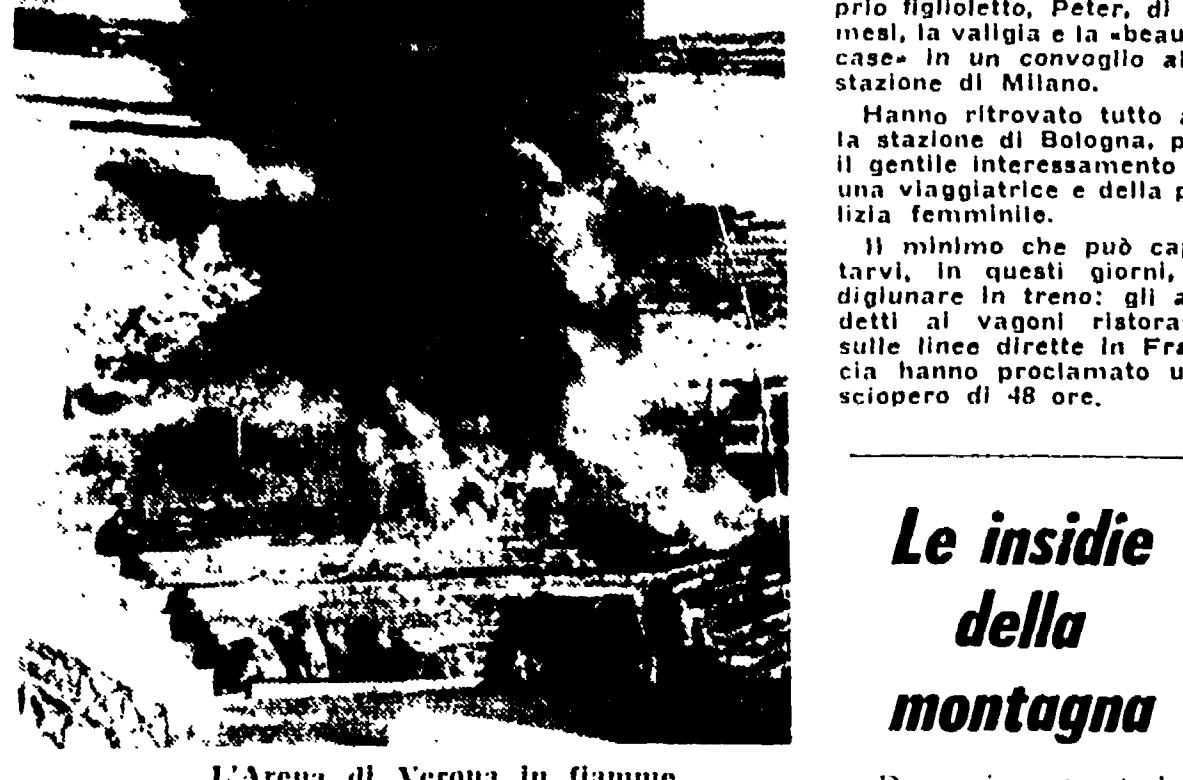 L'Arena di Verona in fiamme
prio figlioletto, Peter, di
mesi, la valigia e la «beau
case» in un convoglio al
stazione di Milano.
Hanno ritrovato tutto a
la stazione di Bologna, p
il gentile interessamento
una viaggiatrice e della p
lizia femminile.
Il minimo che può cap
tarvi, in questi giorni,
digiunare in treno: gli a
detti ai vagoni ristora
sulle linee dirette in Fra
cia hanno proclamato u
sciopero di 48 ore.
Le insidie
della
montagna